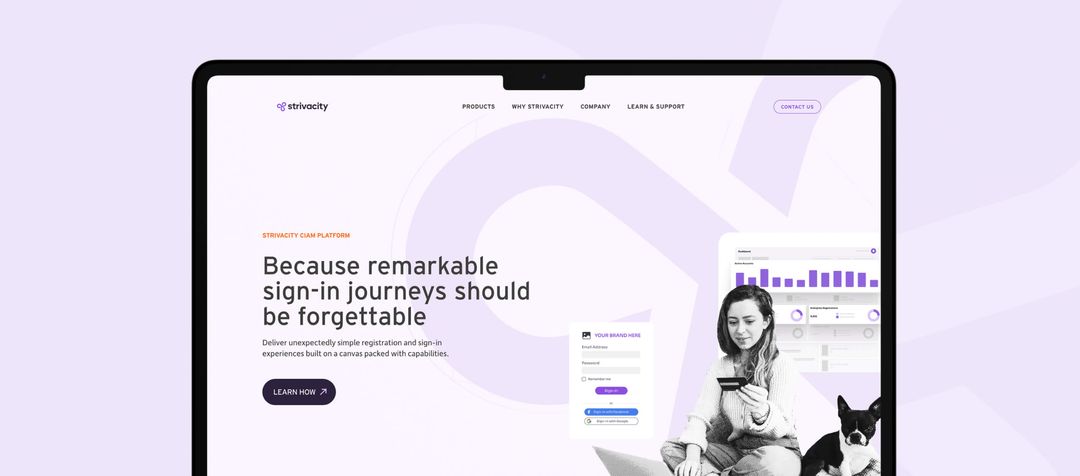 strivacity
PRODUCTS
WHY STRIVACITY
COMPANY
LEARN & SUPPORT
CONTACT US
STRIVACITY CIAM PLATFORM
Because remarkable
sign-in journeys should
be forgettable
Deliver unexpectedly simple registration and sign-in
experiences built on a canvas packed with capabilities.
LEARN HOW
YOUR BRAND HERE
Email Address
Password
Remember me
Sign in
or
Sign in with Facebook
Sign in with Google
Dashboard